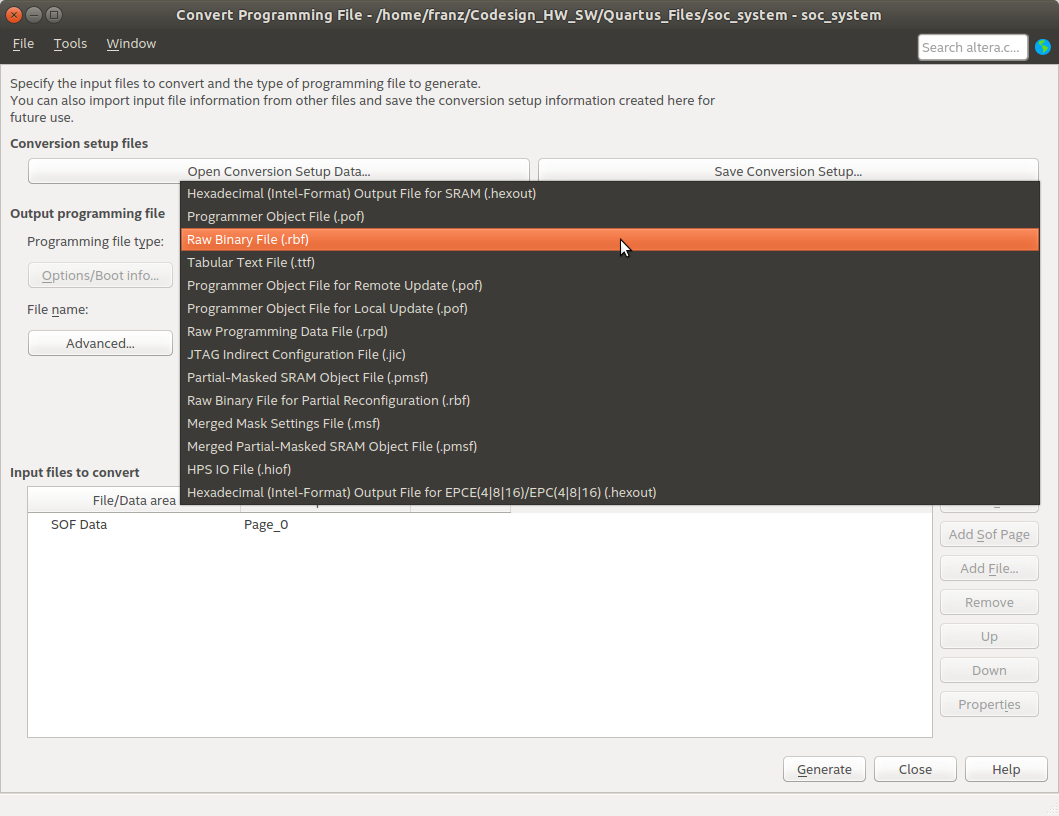 Convert Programming File - /home/franz/Codesign_HW_SW/Quartus_Files/soc_system - soc_system
File Tools Window
Search altera.c...
Specify the input files to convert and the type of programming file to generate.
You can also import input file information from other files and save the conversion setup information created here for
future use.
Conversion setup files
Open Conversion Setup Data... Save Conversion Setup...
Output programming file
Programming file type:
Options/Boot info...
File name:
Advanced...
Hexadecimal (Intel-Format) Output File for SRAM (.hexout)
Programmer Object File (.pof)
Raw Binary File (.rbf)
Tabular Text File (.ttf)
Programmer Object File for Remote Update (.pof)
Programmer Object File for Local Update (.pof)
Raw Programming Data File (.rpd)
JTAG Indirect Configuration File (.jic)
Partial-Masked SRAM Object File (.pmsf)
Raw Binary File for Partial Reconfiguration (.rbf)
Merged Mask Settings File (.msf)
Merged Partial-Masked SRAM Object File (.pmsf)
HPS IO File (.hiof)
Hexadecimal (Intel-Format) Output File for EPCE(4|8|16)/EPC(4|8|16) (.hexout)
Input files to convert
File/Data area
SOF Data Page_0
Add Sof Page
Add File...
Remove
Up
Down
Properties
Generate Close Help